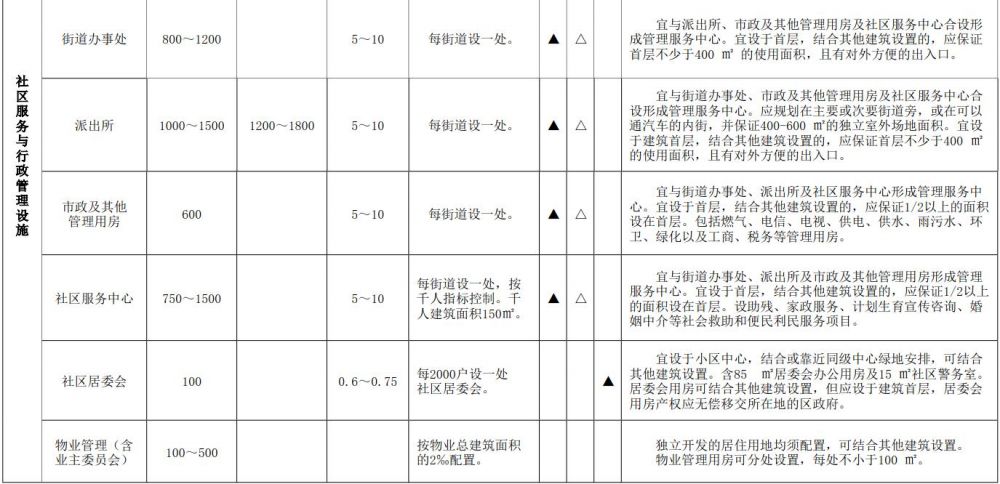 社区服务与行政管理设施
街道办事处
800～1200
5～10
每街道设一处。
▲
△
宜与派出所、市政及其他管理用房及社区服务中心合设形
成管理服务中心。宜设于首层，结合其他建筑设置的，应保证
首层不少于400 ㎡ 的使用面积，且有对外方便的出入口。
派出所
1000～1500
1200～1800
5～10
每街道设一处。
▲
△
宜与街道办事处、市政及其他管理用房及社区服务中心合
设形成管理服务中心。应规划在主要或次要街道旁，或在可以
通汽车的内街，并保证400-600 ㎡的独立室外场地面积。宜设
于建筑首层，结合其他建筑设置的，应保证首层不少于400 ㎡
的使用面积，且有对外方便的出入口。
市政及其他
管理用房
600
5～10
每街道设一处。
▲
△
宜与街道办事处、派出所及社区服务中心形成管理服务中
心。宜设于首层，结合其他建筑设置的，应保证1/2以上的面积
设在首层。包括燃气、电信、电视、供电、供水、雨污水、环
卫、绿化以及工商、税务等管理用房。
社区服务中心
750～1500
5～10
每街道设一处，按
千人指标控制。千
人建筑面积150㎡。
▲
△
宜与街道办事处、派出所及市政及其他管理用房形成管理
服务中心。宜设于首层，结合其他建筑设置的，应保证1/2以上
的面积设在首层。设助残、家政服务、计划生育宣传咨询、婚
姻中介等社会救助和便民利民服务项目。
社区居委会
100
0.6～0.75
每2000户设一处
社区居委会。
▲
宜设于小区中心，结合或靠近同级中心绿地安排，可结合
其他建筑设置。含85 ㎡居委会办公用房及15 ㎡社区警务室。
居委会用房可结合其他建筑设置，但应设于建筑首层，居委会
用房产权应无偿移交所在地的区政府。
物业管理（含
业主委员会）
100～500
按物业总建筑面积
的2‰配置。
独立开发的居住用地均须配置，可结合其他建筑设置。
物业管理用房可分处设置，每处不小于100 ㎡。